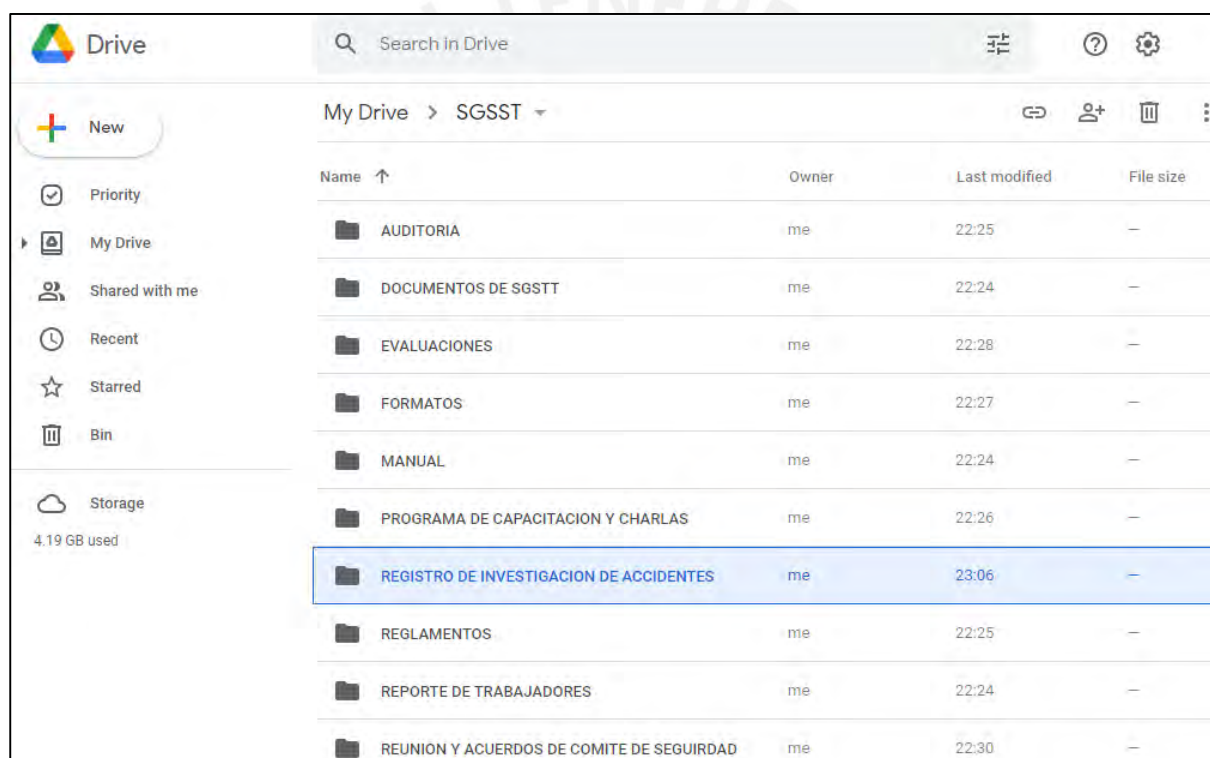 TENEBR
Drive
Search in Drive
New
Priority
My Drive
Shared with me
Recent
Starred
Bin
Storage
4.19 GB used
My Drive > SGSST
Name Owner Last modified File size
AUDITORIA me 22:25 –
DOCUMENTOS DE SGSTT me 22:24 –
EVALUACIONES me 22:28 –
FORMATOS me 22:27 –
MANUAL me 22:24 –
PROGRAMA DE CAPACITACION Y CHARLAS me 22:26 –
REGISTRO DE INVESTIGACION DE ACCIDENTES me 23:06 –
REGLAMENTOS me 22:25 –
REPORTE DE TRABAJADORES me 22:24 –
REUNION Y ACUERDOS DE COMITE DE SEGUIRDAD me 22:30 –